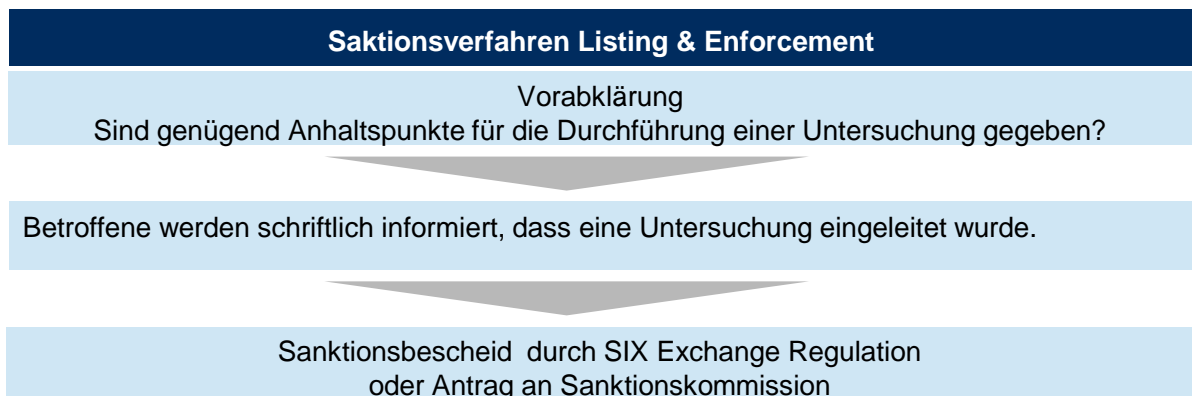 Saktionsverfahren Listing & Enforcement
Vorabklärung
Sind genügend Anhaltspunkte für die Durchführung einer Untersuchung gegeben?
Betroffene werden schriftlich informiert, dass eine Untersuchung eingeleitet wurde.
Sanktionsbescheid durch SIX Exchange Regulation
oder Antrag an Sanktionskommission